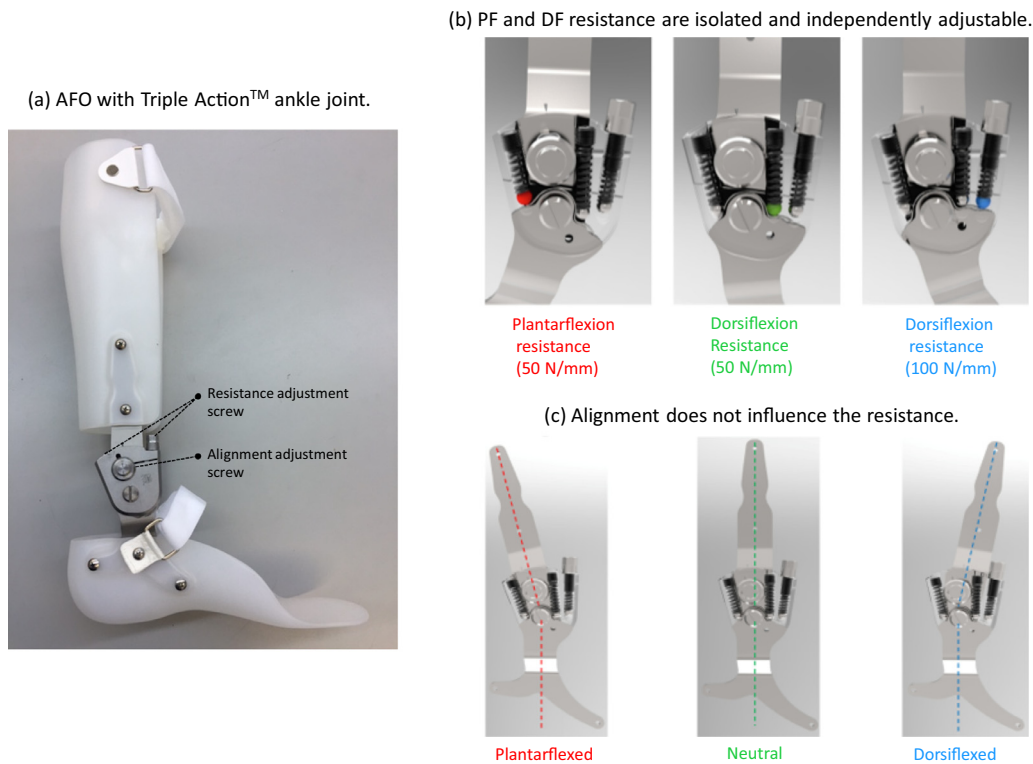 (b) PF and DF resistance are isolated and independently adjustable.
(a) AFO with Triple Action™ ankle joint.
Resistance adjustment
screw
Alignment adjustment
screw
Plantarflexion
resistance
(50 N/mm)
Dorsiflexion
Resistance
(50 N/mm)
Dorsiflexion
resistance
(100 N/mm)
(c) Alignment does not influence the resistance.
Plantarflexed
Neutral
Dorsiflexed